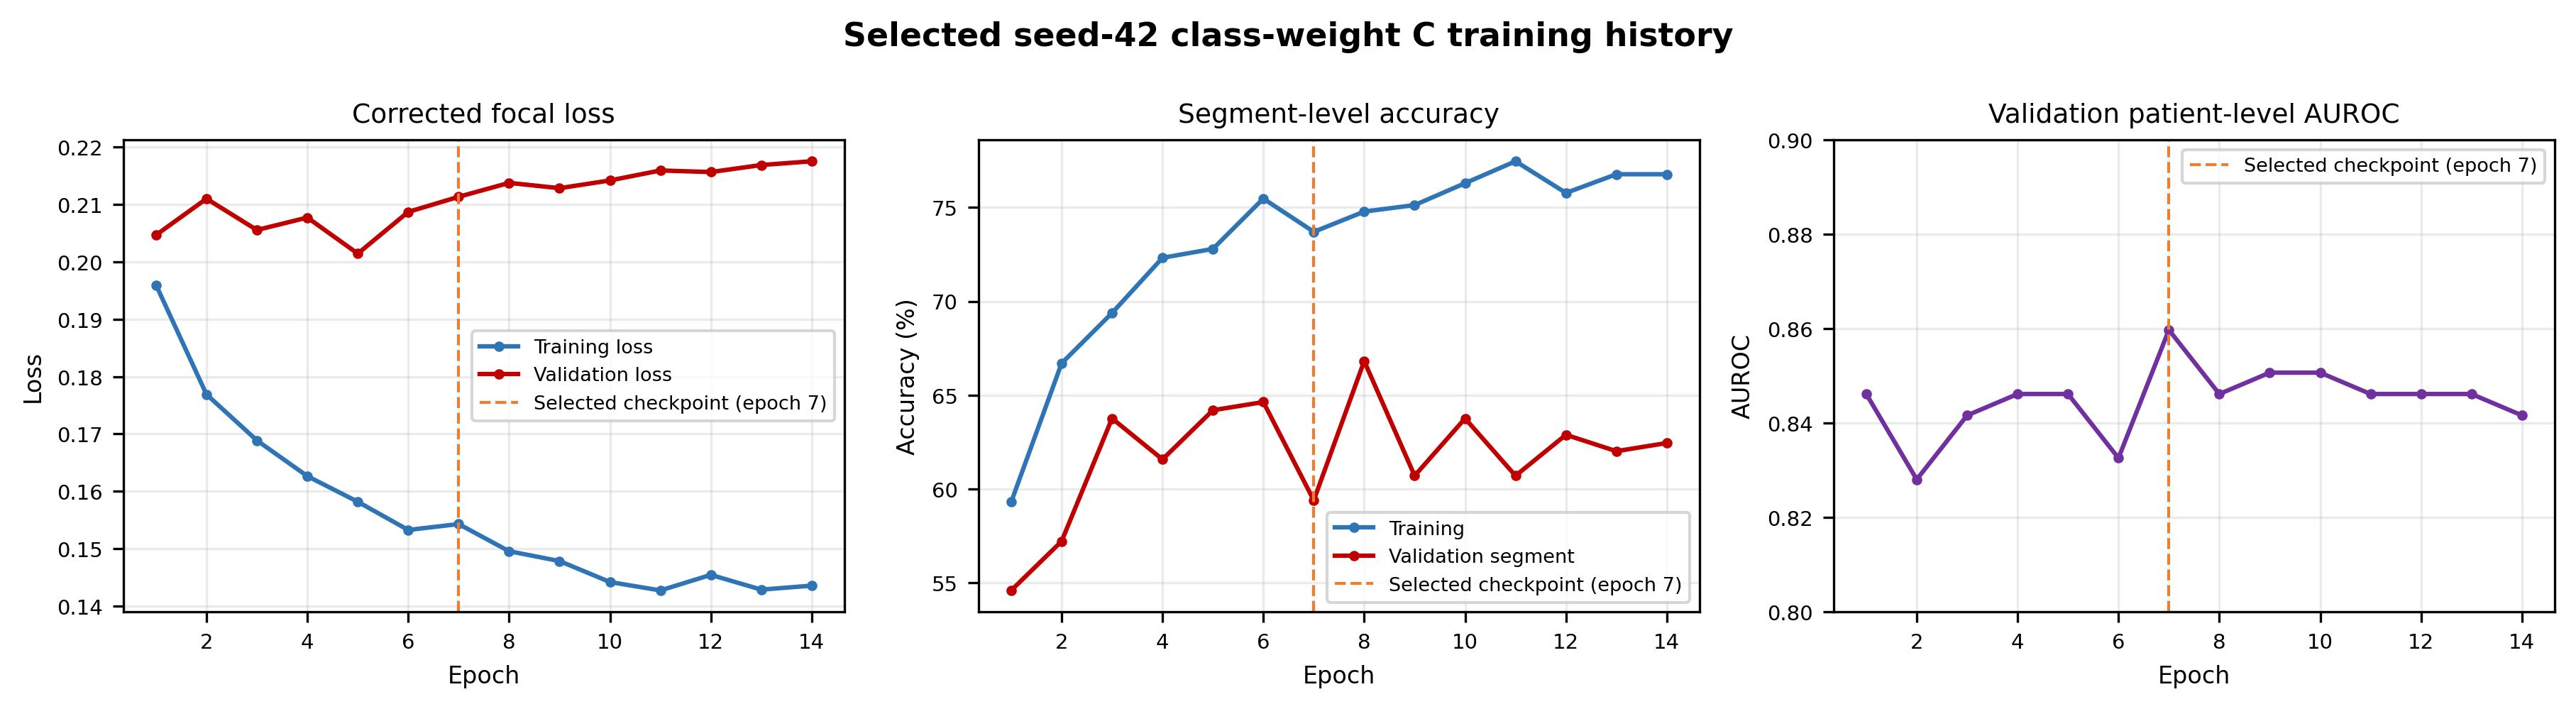 Selected seed-42 class-weight C training history
Corrected focal loss
0.22
0.21
0.20
0.19
0.18
0.17
0.16
0.15
0.14
Loss
Training loss
Validation loss
Selected checkpoint (epoch 7)
2 4 6 8 10 12 14
Epoch
Segment-level accuracy
75
70
65
60
55
Accuracy (%)
Training
Validation segment
Selected checkpoint (epoch 7)
2 4 6 8 10 12 14
Epoch
Validation patient-level AUROC
0.90
0.88
0.86
0.84
0.82
0.80
AUROC
Selected checkpoint (epoch 7)
2 4 6 8 10 12 14
Epoch